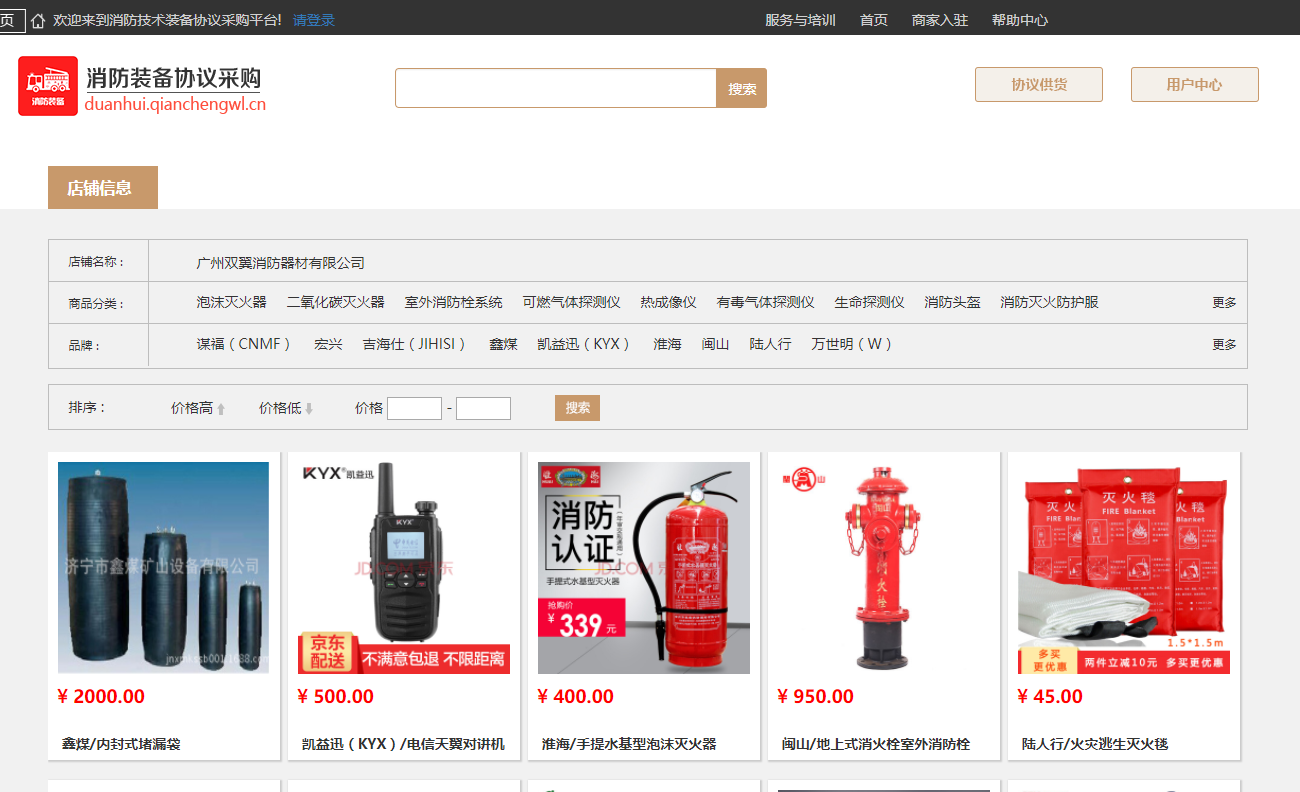 页 欢迎来到消防技术装备协议采购平台! 请登录 服务与培训 首页 商家入驻 帮助中心
消防装备
消防装备协议采购
duanhui.qianchengwl.cn
搜索
协议供货 用户中心
店铺信息
店铺名称： 广州双翼消防器材有限公司
商品分类： 泡沫灭火器 二氧化碳灭火器 室外消防栓系统 可燃气体探测仪 热成像仪 有毒气体探测仪 生命探测仪 消防头盔 消防灭火防护服 更多
品牌： 谋福（CNMF） 宏兴 吉海仕（JIHISI） 鑫煤 凯益迅（KYX） 淮海 闽山 陆人行 万世明（W） 更多
排序： 价格高 价格低 价格 - 搜索
济宁市鑫煤矿山设备有限公司
KYX®凯益迅
KYX
JD.COM 京东
京东
配送
不满意包退 不限距离
消防
认证
手提式水基型灭火器
抢购价
¥339元
JD.COM
闽 山
闽山
消火栓
灭火毯
FIRE Blanket
1.5*1.5m
多买
更优惠
两件立减10元 多买更优惠
¥ 2000.00 ¥ 500.00 ¥ 400.00 ¥ 950.00 ¥ 45.00
鑫煤/内封式堵漏袋 凯益迅（KYX）/电信天翼对讲机 淮海/手提水基型泡沫灭火器 闽山/地上式消火栓室外消防栓 陆人行/火灾逃生灭火毯